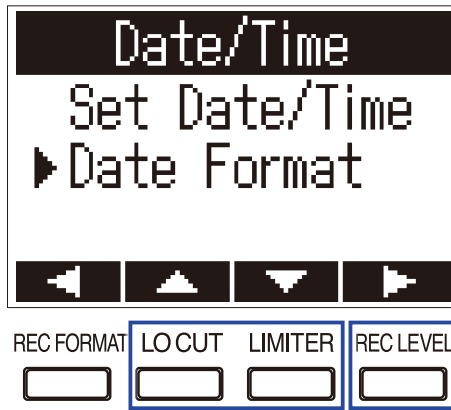 Date/Time
Set Date/Time
Date Format
REC FORMAT LO CUT LIMITER REC LEVEL